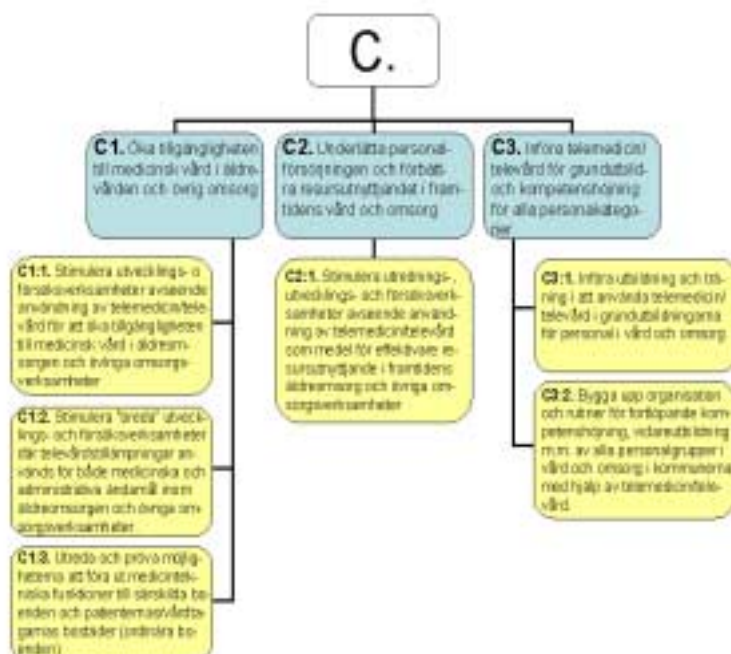 C.
C1. Öka tillgängligheten
till medicinsk vård i äldre-
vården och övrig omsorg
C2. Underlätta personal-
försörjningen och förbätt-
ra resursutnyttjandet i fram-
tidens vård och omsorg
C3. Införa telemedicin/
televård för grundutbild-
och kompetenshöjning
för alla personalkatego-
rier
C1:1. Stimulera utvecklings- o
försöksverksamheter avseende
användning av telemedicin/tele-
vård för att öka tillgängligheten
till medicinsk vård i äldreom-
sorgen och övriga omsorgs-
verksamheter
C1:2. Stimulera "breda" utveck-
lings- och försöksverksamheter
där televårdstillämpningar an-
vänds för både medicinska och
administrativa ändamål inom
äldreomsorgen och övriga om-
sorgsverksamheter
C1:3. Utreda och pröva möjlig-
heterna att föra ut medicintek-
niska funktioner till särskilda bo-
enden och patienternas/vårdta-
garnas bostäder (ordinära bo-
enden)
C2:1. Stimulera utrednings-,
utvecklings- och försöksverk-
samheter avseende använd-
ning av telemedicin/televård
som medel för effektivare re-
sursutnyttjande i framtidens
äldreomsorg och övriga om-
sorgsverksamheter
C3:1. Införa utbildning och trä-
ning i att använda telemedicin/
televård i grundutbildningarna
för personal i vård och omsorg
C3:2. Bygga upp organisation
och rutiner för fortlöpande kom-
petenshöjning, vidareutbildning
m.m. av alla personalgrupper i
vård och omsorg i kommunerna
med hjälp av telemedicin/tele-
vård.